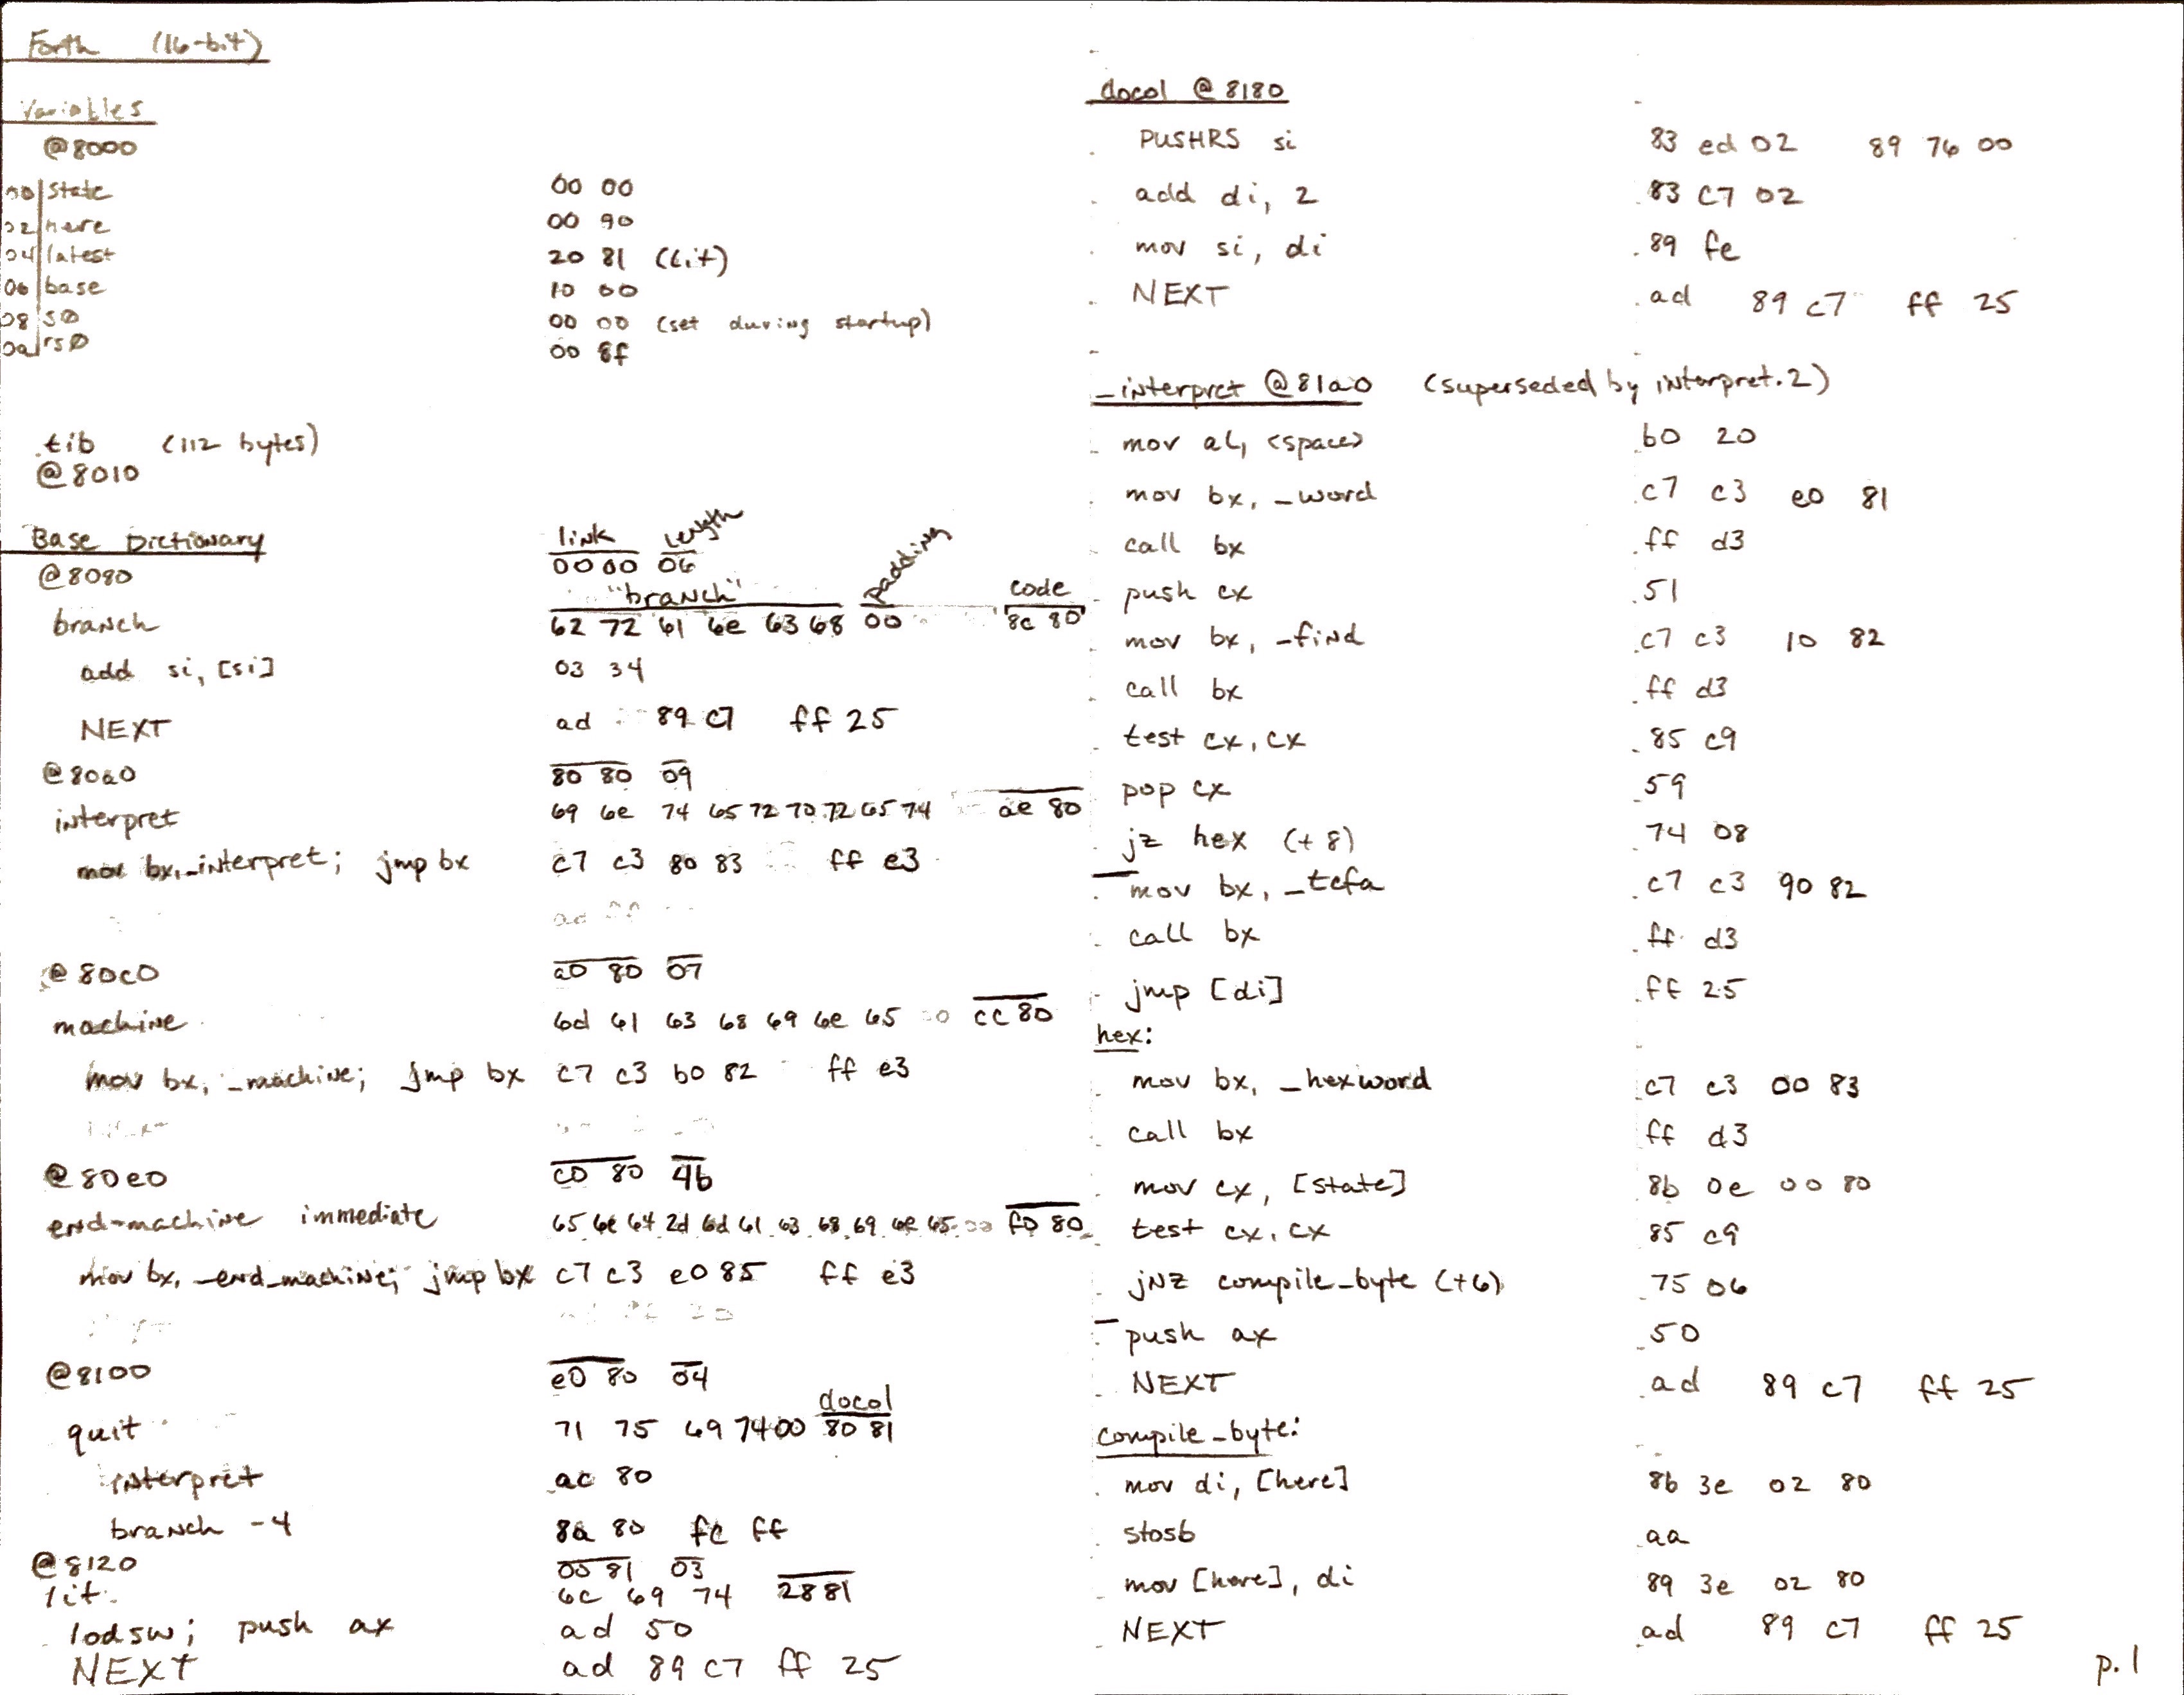 Forth (16-bit)
Variables
@8000
00 state 00 00
02 here 00 90
04 latest 20 81 (lit)
06 base 10 00
08 s0 00 00 (set during startup)
0a rs0 00 8f
tib (112 bytes)
@8010
Base Dictionary link length
@8080 00 00 06 padding
"branch" code
branch 62 72 61 6e 63 68 00 8c 80
add si, [si] 03 34
NEXT ad 89 c7 ff 25
@80a0 80 80 09
interpret 69 6e 74 65 72 70 72 65 74 ae 80
mov bx, _interpret; jmp bx c7 c3 80 83 ff e3
@80c0 a0 80 07
machine 6d 61 63 68 69 6e 65 cc 80
mov bx, _machine; jmp bx c7 c3 b0 82 ff e3
@80e0 c0 80 4b
end-machine immediate 65 6e 64 2d 6d 61 63 68 69 6e 65 00 f0 80
mov bx, _end_machine; jmp bx c7 c3 e0 85 ff e3
@8100 e0 80 04
docol
quit 71 75 69 74 00 80 81
interpret ac 80
branch -4 8a 80 fc ff
@8120 00 81 03
lit 6c 69 74 28 81
lodsw; push ax ad 50
NEXT ad 89 c7 ff 25
docol @ 8180
PUSHRS si 83 ed 02 89 76 00
add di, 2 83 c7 02
mov si, di 89 fe
NEXT ad 89 c7 ff 25
_interpret @ 81a0 (superseded by interpret.2)
mov al, <space> b0 20
mov bx, _word c7 c3 e0 81
call bx ff d3
push cx 51
mov bx, _find c7 c3 10 82
call bx ff d3
test cx, cx 85 c9
pop cx 59
jz hex (+8) 74 08
mov bx, _tcfa c7 c3 90 82
call bx ff d3
jmp [di] ff 25
hex:
mov bx, _hexword c7 c3 00 83
call bx ff d3
mov cx, [state] 8b 0e 00 80
test cx, cx 85 c9
jNZ compile_byte (+6) 75 06
push ax 50
NEXT ad 89 c7 ff 25
compile_byte:
mov di, [here] 8b 3e 02 80
stosb aa
mov [here], di 89 3e 02 80
NEXT ad 89 c7 ff 25
p.1